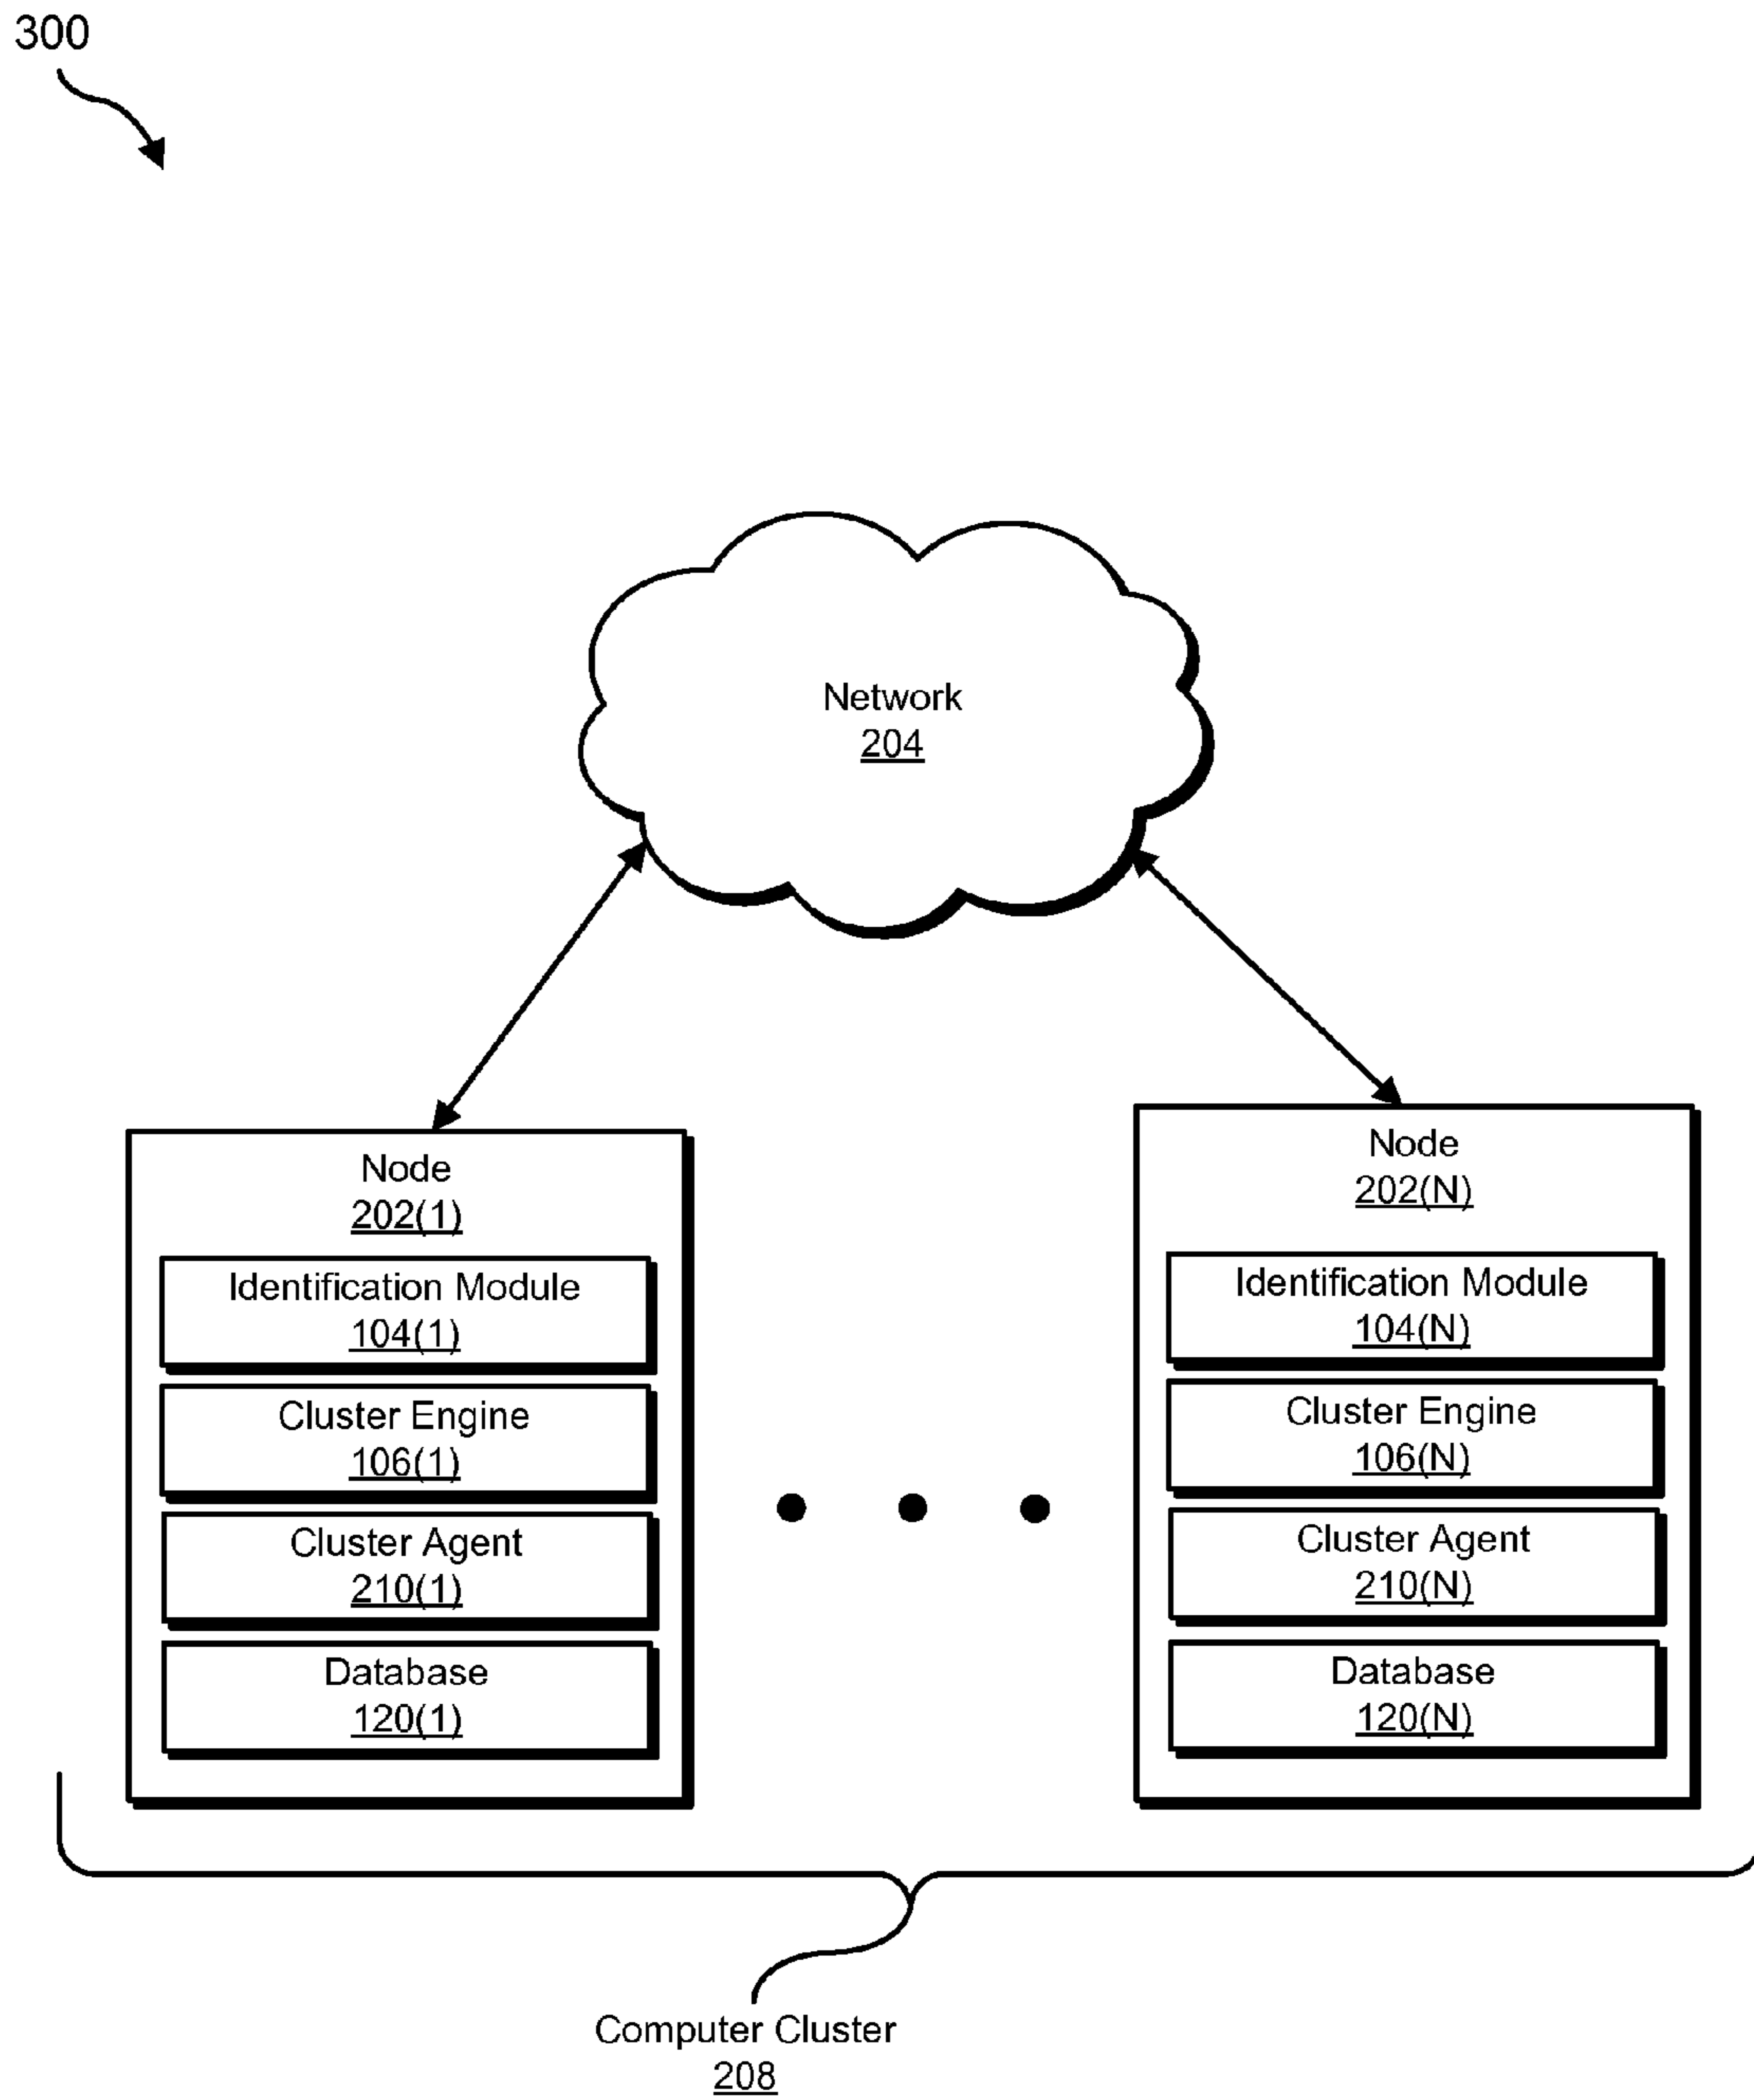 300
Network
204
Node
202(1)
Identification Module
104(1)
Cluster Engine
106(1)
Cluster Agent
210(1)
Database
120(1)
Node
202(N)
Identification Module
104(N)
Cluster Engine
106(N)
Cluster Agent
210(N)
Database
120(N)
Computer Cluster
208